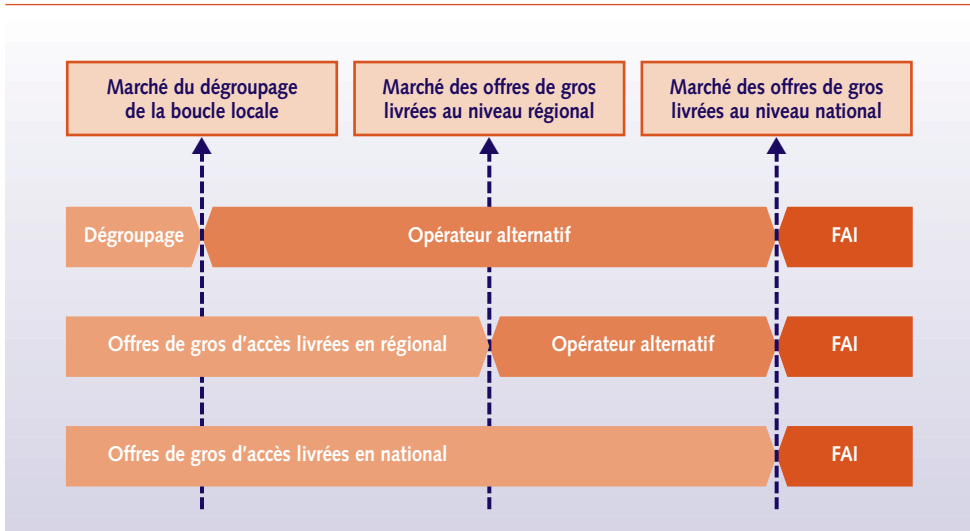 Marché du dégroupage
de la boucle locale
Marché des offres de gros
livrées au niveau régional
Marché des offres de gros
livrées au niveau national
Dégroupage
Opérateur alternatif
FAI
Offres de gros d'accès livrées en régional
Opérateur alternatif
FAI
Offres de gros d'accès livrées en national
FAI